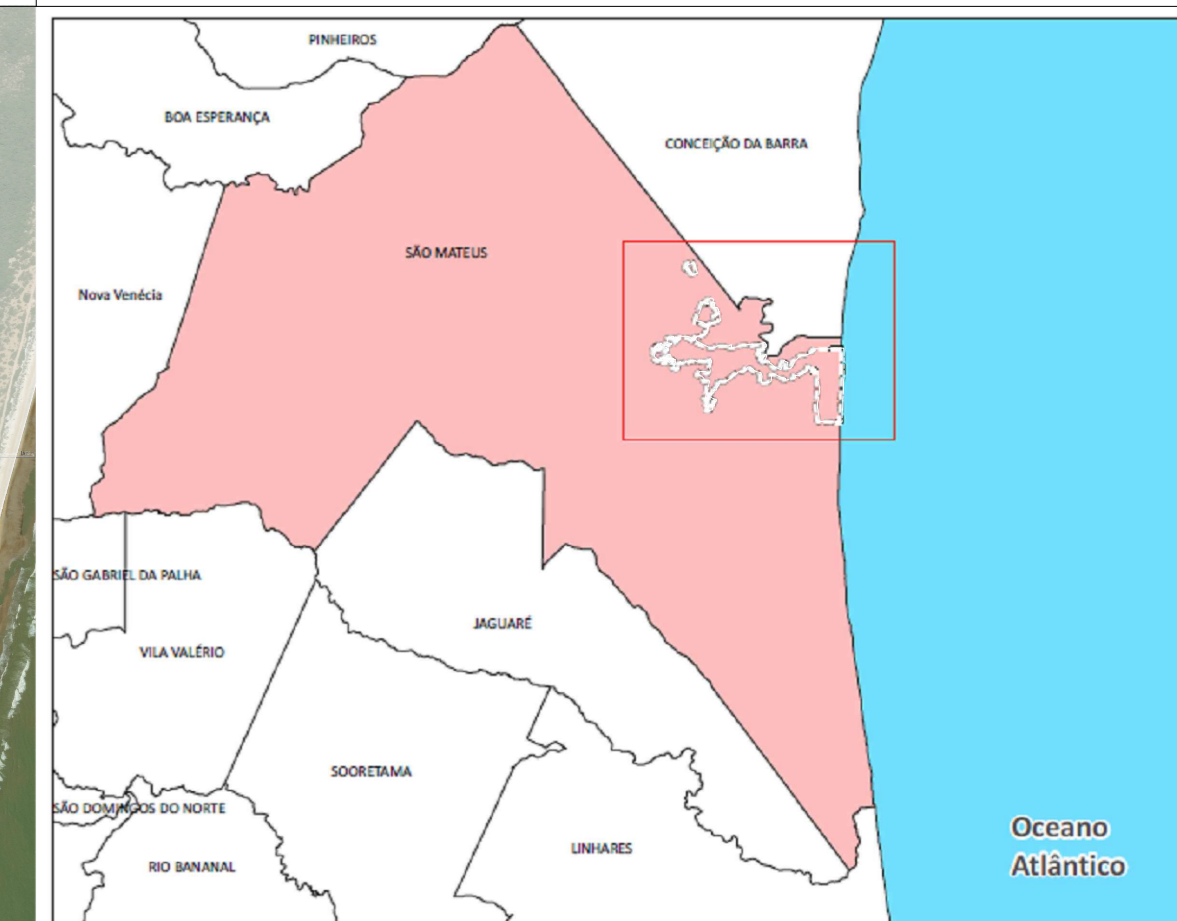 PINHEIROS
BOA ESPERANÇA
CONCEIÇÃO DA BARRA
SÃO MATEUS
Nova Venécia
SÃO GABRIEL DA PALHA
JAGUARÉ
VILA VALÉRIO
SOORETAMA
SÃO DOMINGOS DO NORTE
LINHARES
RIO BANANAL
Oceano
Atlântico